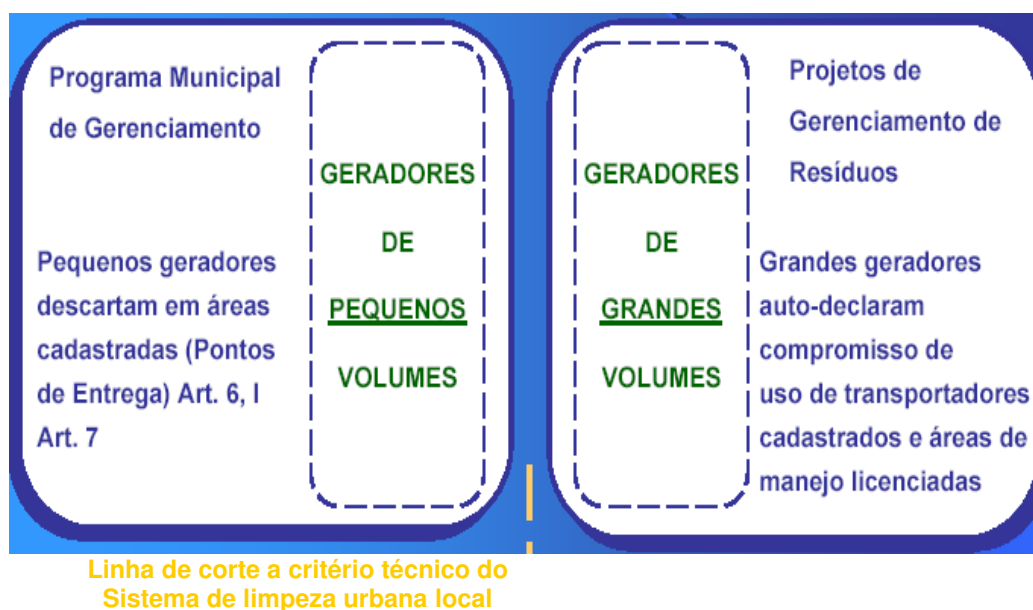 Programa Municipal
de Gerenciamento
Pequenos geradores
descartam em áreas
cadastradas (Pontos
de Entrega) Art. 6, I
Art. 7
GERADORES
DE
PEQUENOS
VOLUMES
GERADORES
DE
GRANDES
VOLUMES
Projetos de
Gerenciamento de
Resíduos
Grandes geradores
auto-declaram
compromisso de
uso de transportadores
cadastrados e áreas de
manejo licenciadas
Linha de corte a critério técnico do
Sistema de limpeza urbana local